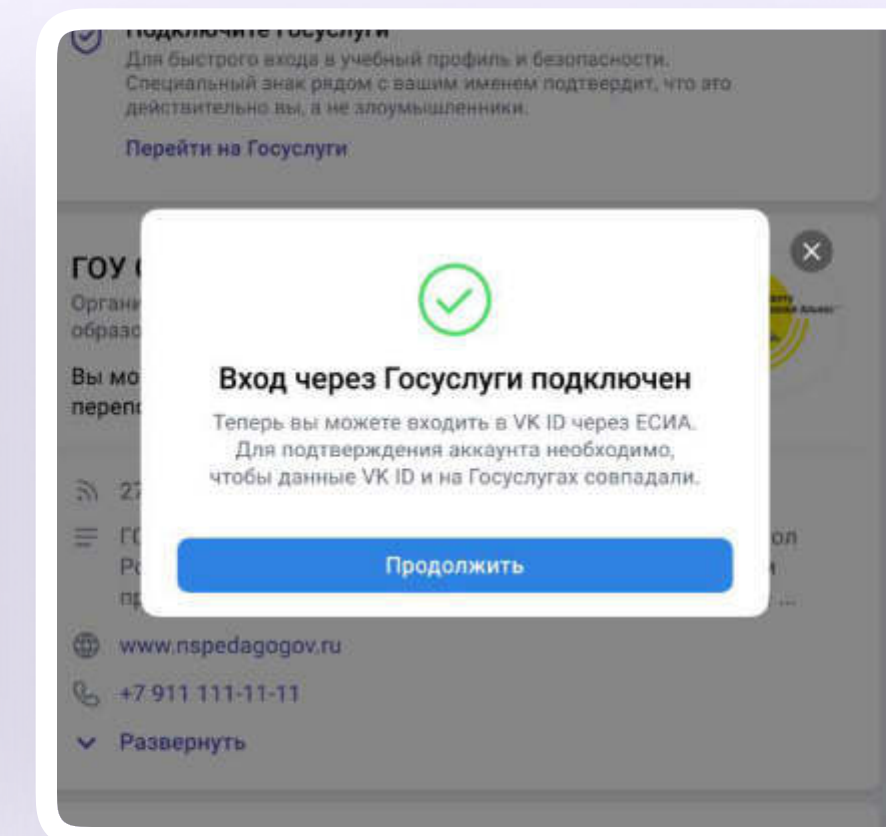 Подключите Госуслуги
Для быстрого входа в учебный профиль и безопасности.
Специальный знак рядом с вашим именем подтвердит, что это
действительно вы, а не злоумышленники.
Перейти на Госуслуги
ГОУ
Вы мо
Вход через Госуслуги подключен
Теперь вы можете входить в VK ID через ЕСИА.
Для подтверждения аккаунта необходимо,
чтобы данные VK ID и на Госуслугах совпадали.
27
Продолжить
www.nspedagogov.ru
+7 911 111-11-11
Развернуть